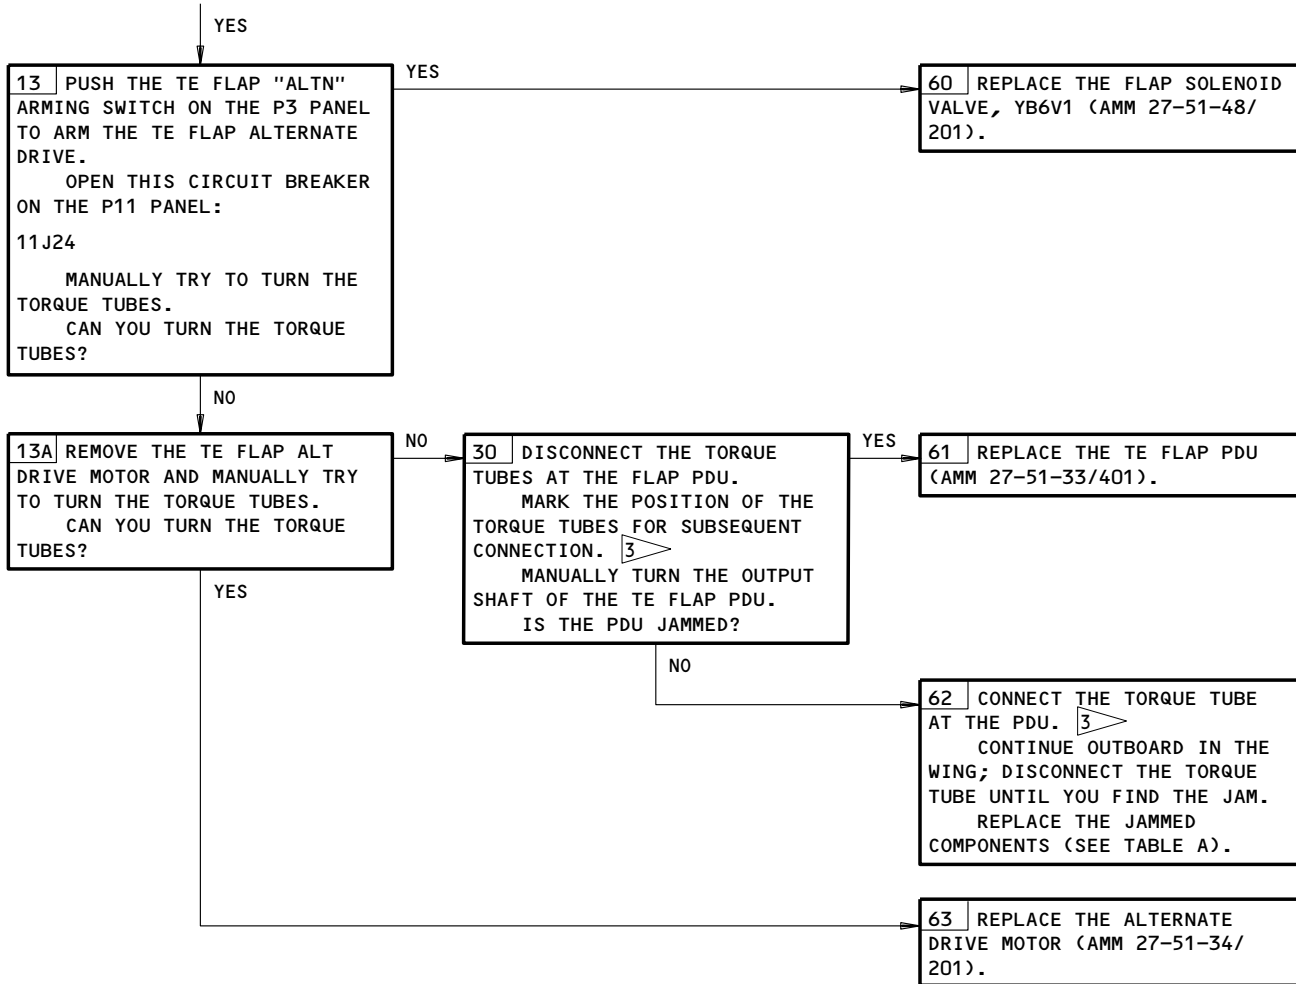 YES
13 PUSH THE TE FLAP "ALTN"
ARMING SWITCH ON THE P3 PANEL
TO ARM THE TE FLAP ALTERNATE
DRIVE.
OPEN THIS CIRCUIT BREAKER
ON THE P11 PANEL:
11J24
MANUALLY TRY TO TURN THE
TORQUE TUBES.
CAN YOU TURN THE TORQUE
TUBES?
YES
60 REPLACE THE FLAP SOLENOID
VALVE, YB6V1 (AMM 27-51-48/
201).
NO
13A REMOVE THE TE FLAP ALT
DRIVE MOTOR AND MANUALLY TRY
TO TURN THE TORQUE TUBES.
CAN YOU TURN THE TORQUE
TUBES?
NO
30 DISCONNECT THE TORQUE
TUBES AT THE FLAP PDU.
MARK THE POSITION OF THE
TORQUE TUBES FOR SUBSEQUENT
CONNECTION. 3
MANUALLY TURN THE OUTPUT
SHAFT OF THE TE FLAP PDU.
IS THE PDU JAMMED?
YES
61 REPLACE THE TE FLAP PDU
(AMM 27-51-33/401).
YES
NO
62 CONNECT THE TORQUE TUBE
AT THE PDU. 3
CONTINUE OUTBOARD IN THE
WING; DISCONNECT THE TORQUE
TUBE UNTIL YOU FIND THE JAM.
REPLACE THE JAMMED
COMPONENTS (SEE TABLE A).
63 REPLACE THE ALTERNATE
DRIVE MOTOR (AMM 27-51-34/
201).